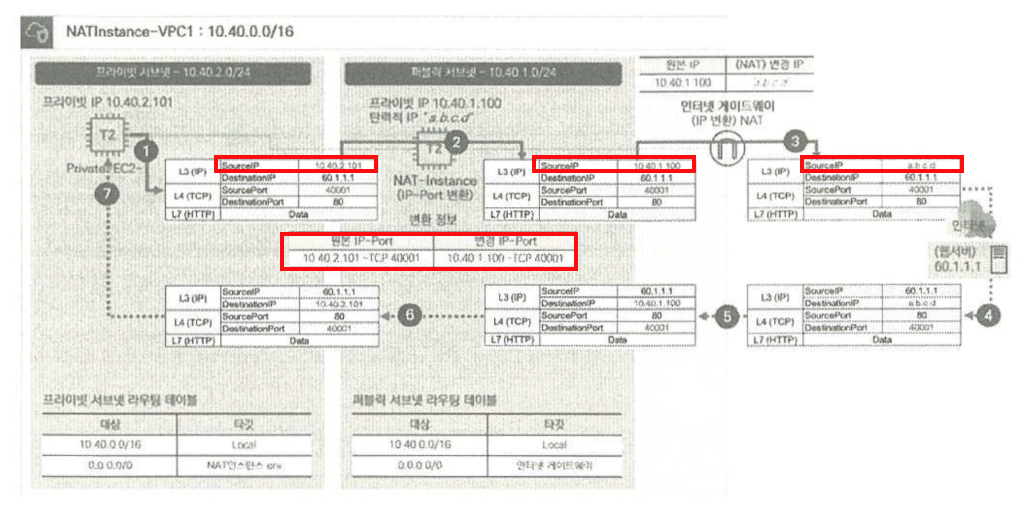 NATInstance-VPC1 : 10.40.0.0/16
프라이빗 서브넷 - 10.40.2.0/24
퍼블릭 서브넷 - 10.40.1.0/24
원본 IP (NAT) 변경 IP
10.40.1.100 a.b.c.d
프라이빗 IP 10.40.2.101
프라이빗 IP 10.40.1.100
탄력적 IP "a.b.c.d"
인터넷 게이트웨이
(IP 변환) NAT
T2
Private EC2-
T2
NAT-Instance
(IP-Port 변환)
변환 정보
1
2
3
L3 (IP) SourceIP 10.40.2.101
DestinationIP 60.1.1.1
L4 (TCP) SourcePort 40001
DestinationPort 80
L7 (HTTP) Data
L3 (IP) SourceIP 10.40.1.100
DestinationIP 60.1.1.1
L4 (TCP) SourcePort 40001
DestinationPort 80
L7 (HTTP) Data
L3 (IP) SourceIP a.b.c.d
DestinationIP 60.1.1.1
L4 (TCP) SourcePort 40001
DestinationPort 80
L7 (HTTP) Data
7
원본 IP-Port 변경 IP-Port
10.40.2.101 -TCP 40001 10.40.1.100 -TCP 40001
인터넷
(웹서버)
60.1.1.1
L3 (IP) SourceIP 60.1.1.1
DestinationIP 10.40.2.101
L4 (TCP) SourcePort 80
DestinationPort 40001
L7 (HTTP) Data
6
L3 (IP) SourceIP 60.1.1.1
DestinationIP 10.40.1.100
L4 (TCP) SourcePort 80
DestinationPort 40001
L7 (HTTP) Data
5
L3 (IP) SourceIP 60.1.1.1
DestinationIP a.b.c.d
L4 (TCP) SourcePort 80
DestinationPort 40001
L7 (HTTP) Data
4
프라이빗 서브넷 라우팅 테이블
대상 타깃
10.40.0.0/16 Local
0.0.0.0/0 NAT인스턴스 eni
퍼블릭 서브넷 라우팅 테이블
대상 타깃
10.40.0.0/16 Local
0.0.0.0/0 인터넷 게이트웨이